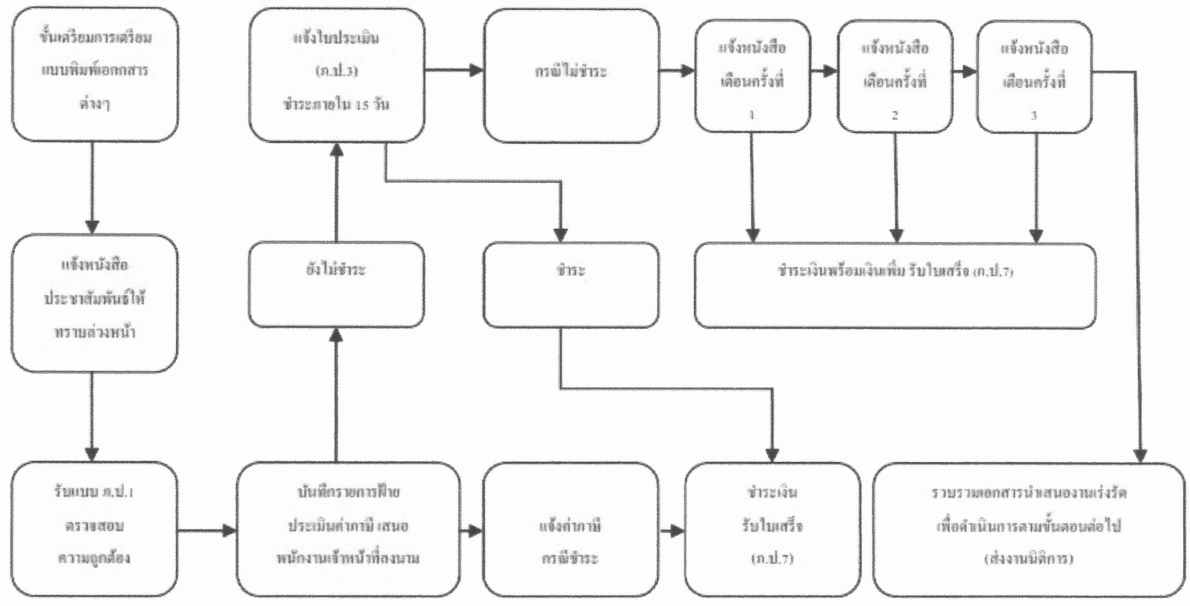 ขั้นเตรียมการเตรียม
แบบพิมพ์เอกสาร
ต่างๆ
แจ้งใบประเมิน
(ภ.ป.3)
ชำระภายใน 15 วัน
กรณีไม่ชำระ
แจ้งหนังสือ
เตือนครั้งที่
1
แจ้งหนังสือ
เตือนครั้งที่
2
แจ้งหนังสือ
เตือนครั้งที่
3
แจ้งหนังสือ
ประชาสัมพันธ์ให้
ทราบล่วงหน้า
ยังไม่ชำระ
ชำระ
ชำระเงินพร้อมเงินเพิ่ม รับใบเสร็จ (ภ.ป.7)
รับแบบ ภ.ป.1
ตรวจสอบ
ความถูกต้อง
บันทึกรายการฝ่าย
ประเมินค่าภาษี เสนอ
พนักงานเจ้าหน้าที่ลงนาม
แจ้งค่าภาษี
กรณีชำระ
ชำระเงิน
รับใบเสร็จ
(ภ.ป.7)
รวบรวมเอกสารนำเสนองานเร่งรัด
เพื่อดำเนินการตามขั้นตอนต่อไป
(ส่งงานนิติการ)